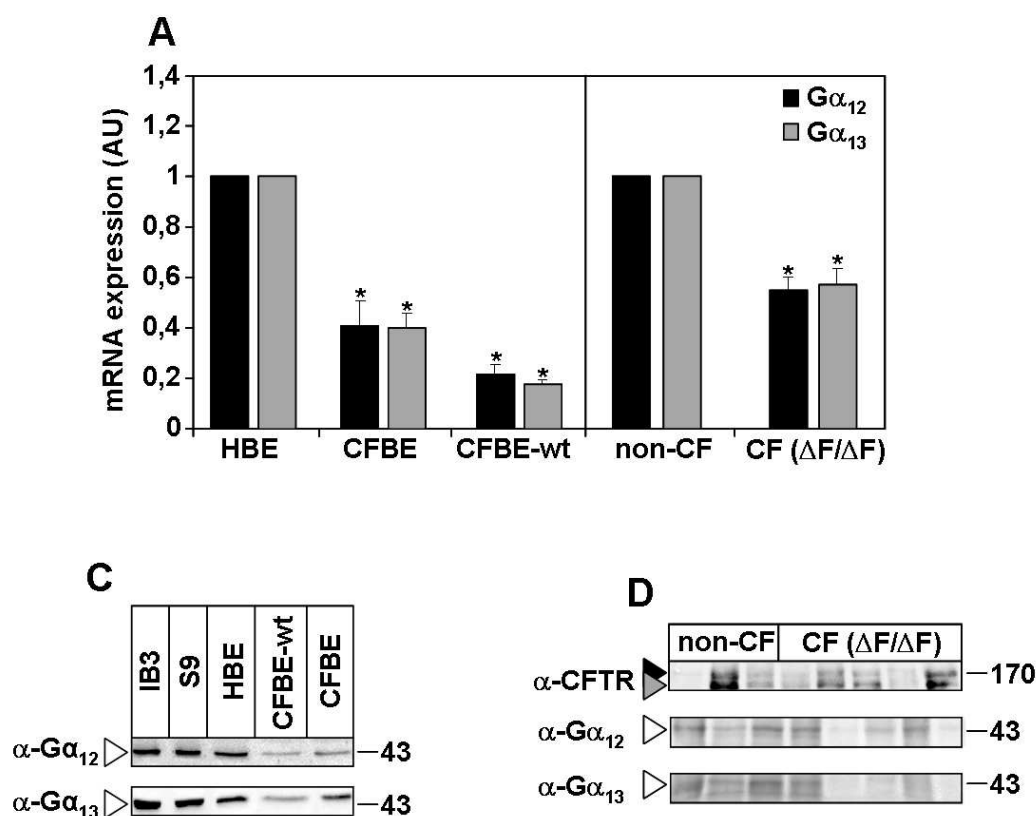 A
mRNA expression (AU)
1,4
1,2
1
0,8
0,6
0,4
0,2
0
Gα12
Gα13
* * * * * *
HBE CFBE CFBE-wt non-CF CF (ΔF/ΔF)
C
IB3 S9 HBE CFBE-wt CFBE
α-Gα12 43
α-Gα13 43
D
non-CF CF (ΔF/ΔF)
α-CFTR 170
α-Gα12 43
α-Gα13 43